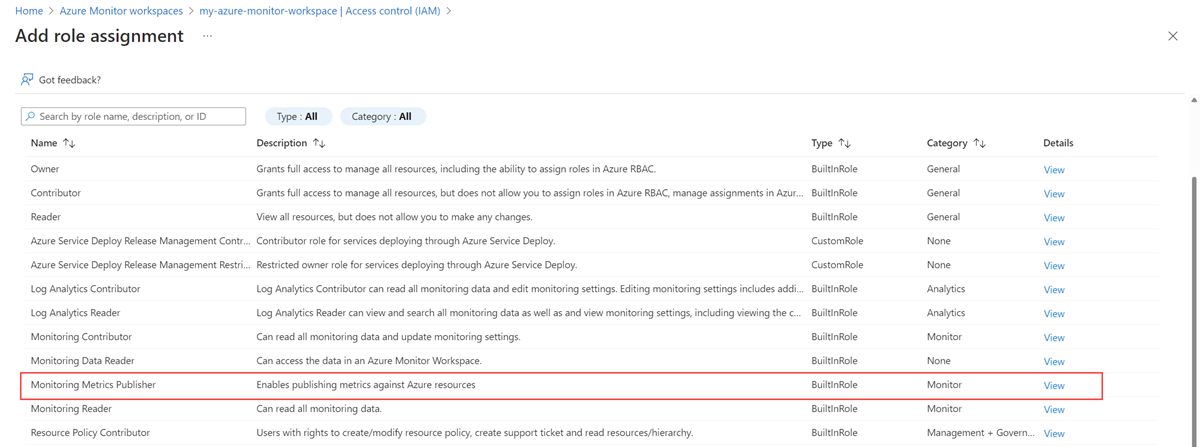 Home > Azure Monitor workspaces > my-azure-monitor-workspace | Access control (IAM) >
Add role assignment ...
Got feedback?
Search by role name, description, or ID Type : All Category : All
Name ↑↓ Description ↑↓ Type ↑↓ Category ↑↓ Details
Owner Grants full access to manage all resources, including the ability to assign roles in Azure RBAC. BuiltInRole General View
Contributor Grants full access to manage all resources, but does not allow you to assign roles in Azure RBAC, manage assignments in Azur... BuiltInRole General View
Reader View all resources, but does not allow you to make any changes. BuiltInRole General View
Azure Service Deploy Release Management Contr... Contributor role for services deploying through Azure Service Deploy. CustomRole None View
Azure Service Deploy Release Management Restri... Restricted owner role for services deploying through Azure Service Deploy. CustomRole None View
Log Analytics Contributor Log Analytics Contributor can read all monitoring data and edit monitoring settings. Editing monitoring settings includes addi... BuiltInRole Analytics View
Log Analytics Reader Log Analytics Reader can view and search all monitoring data as well as and view monitoring settings, including viewing the c... BuiltInRole Analytics View
Monitoring Contributor Can read all monitoring data and update monitoring settings. BuiltInRole Monitor View
Monitoring Data Reader Can access the data in an Azure Monitor Workspace. BuiltInRole None View
Monitoring Metrics Publisher Enables publishing metrics against Azure resources BuiltInRole Monitor View
Monitoring Reader Can read all monitoring data. BuiltInRole Monitor View
Resource Policy Contributor Users with rights to create/modify resource policy, create support ticket and read resources/hierarchy. BuiltInRole Management + Govern... View